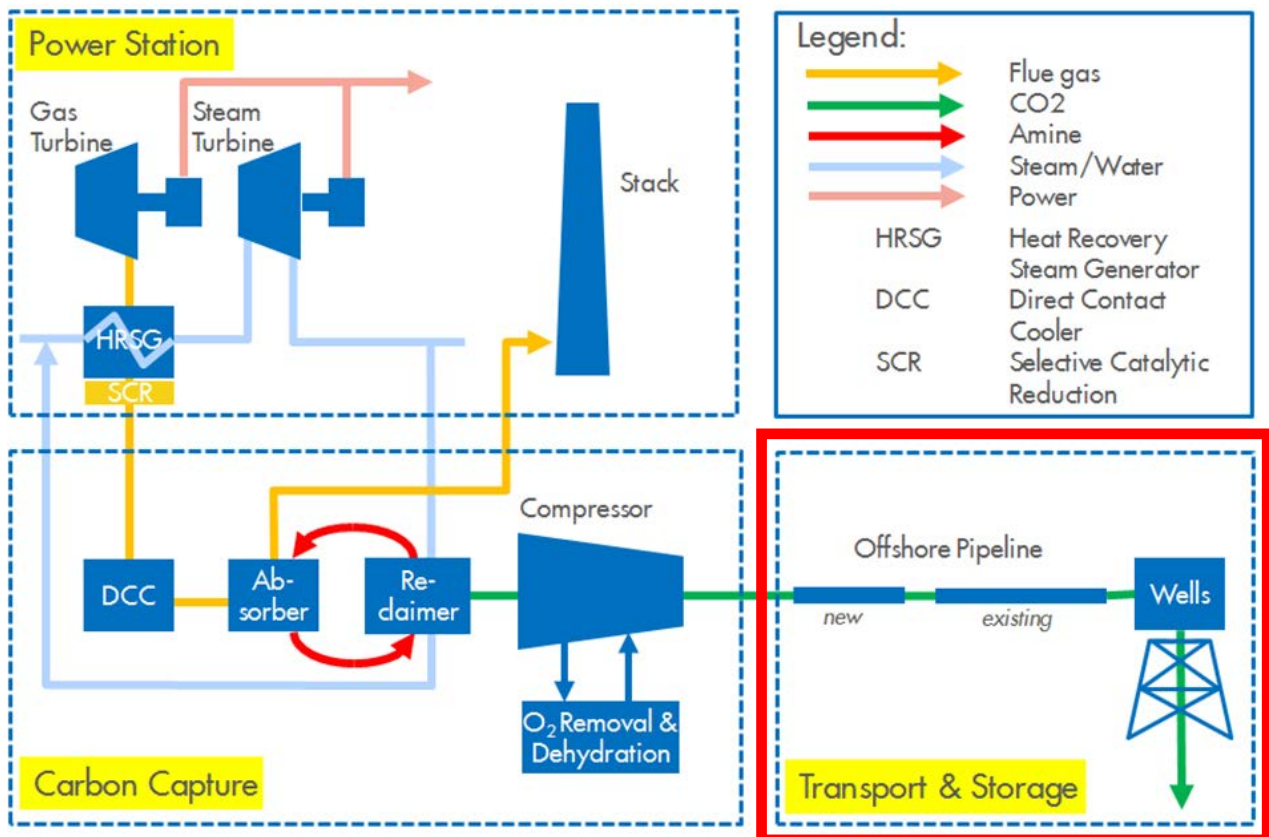 Power Station
Gas
Turbine
Steam
Turbine
Stack
HRSG
SCR
Legend:
Flue gas
CO2
Amine
Steam/Water
Power
HRSG Heat Recovery
Steam Generator
DCC Direct Contact
Cooler
SCR Selective Catalytic
Reduction
DCC
Ab-
sorber
Re-
claimer
Compressor
O₂ Removal &
Dehydration
Carbon Capture
Offshore Pipeline
new
existing
Wells
Transport & Storage